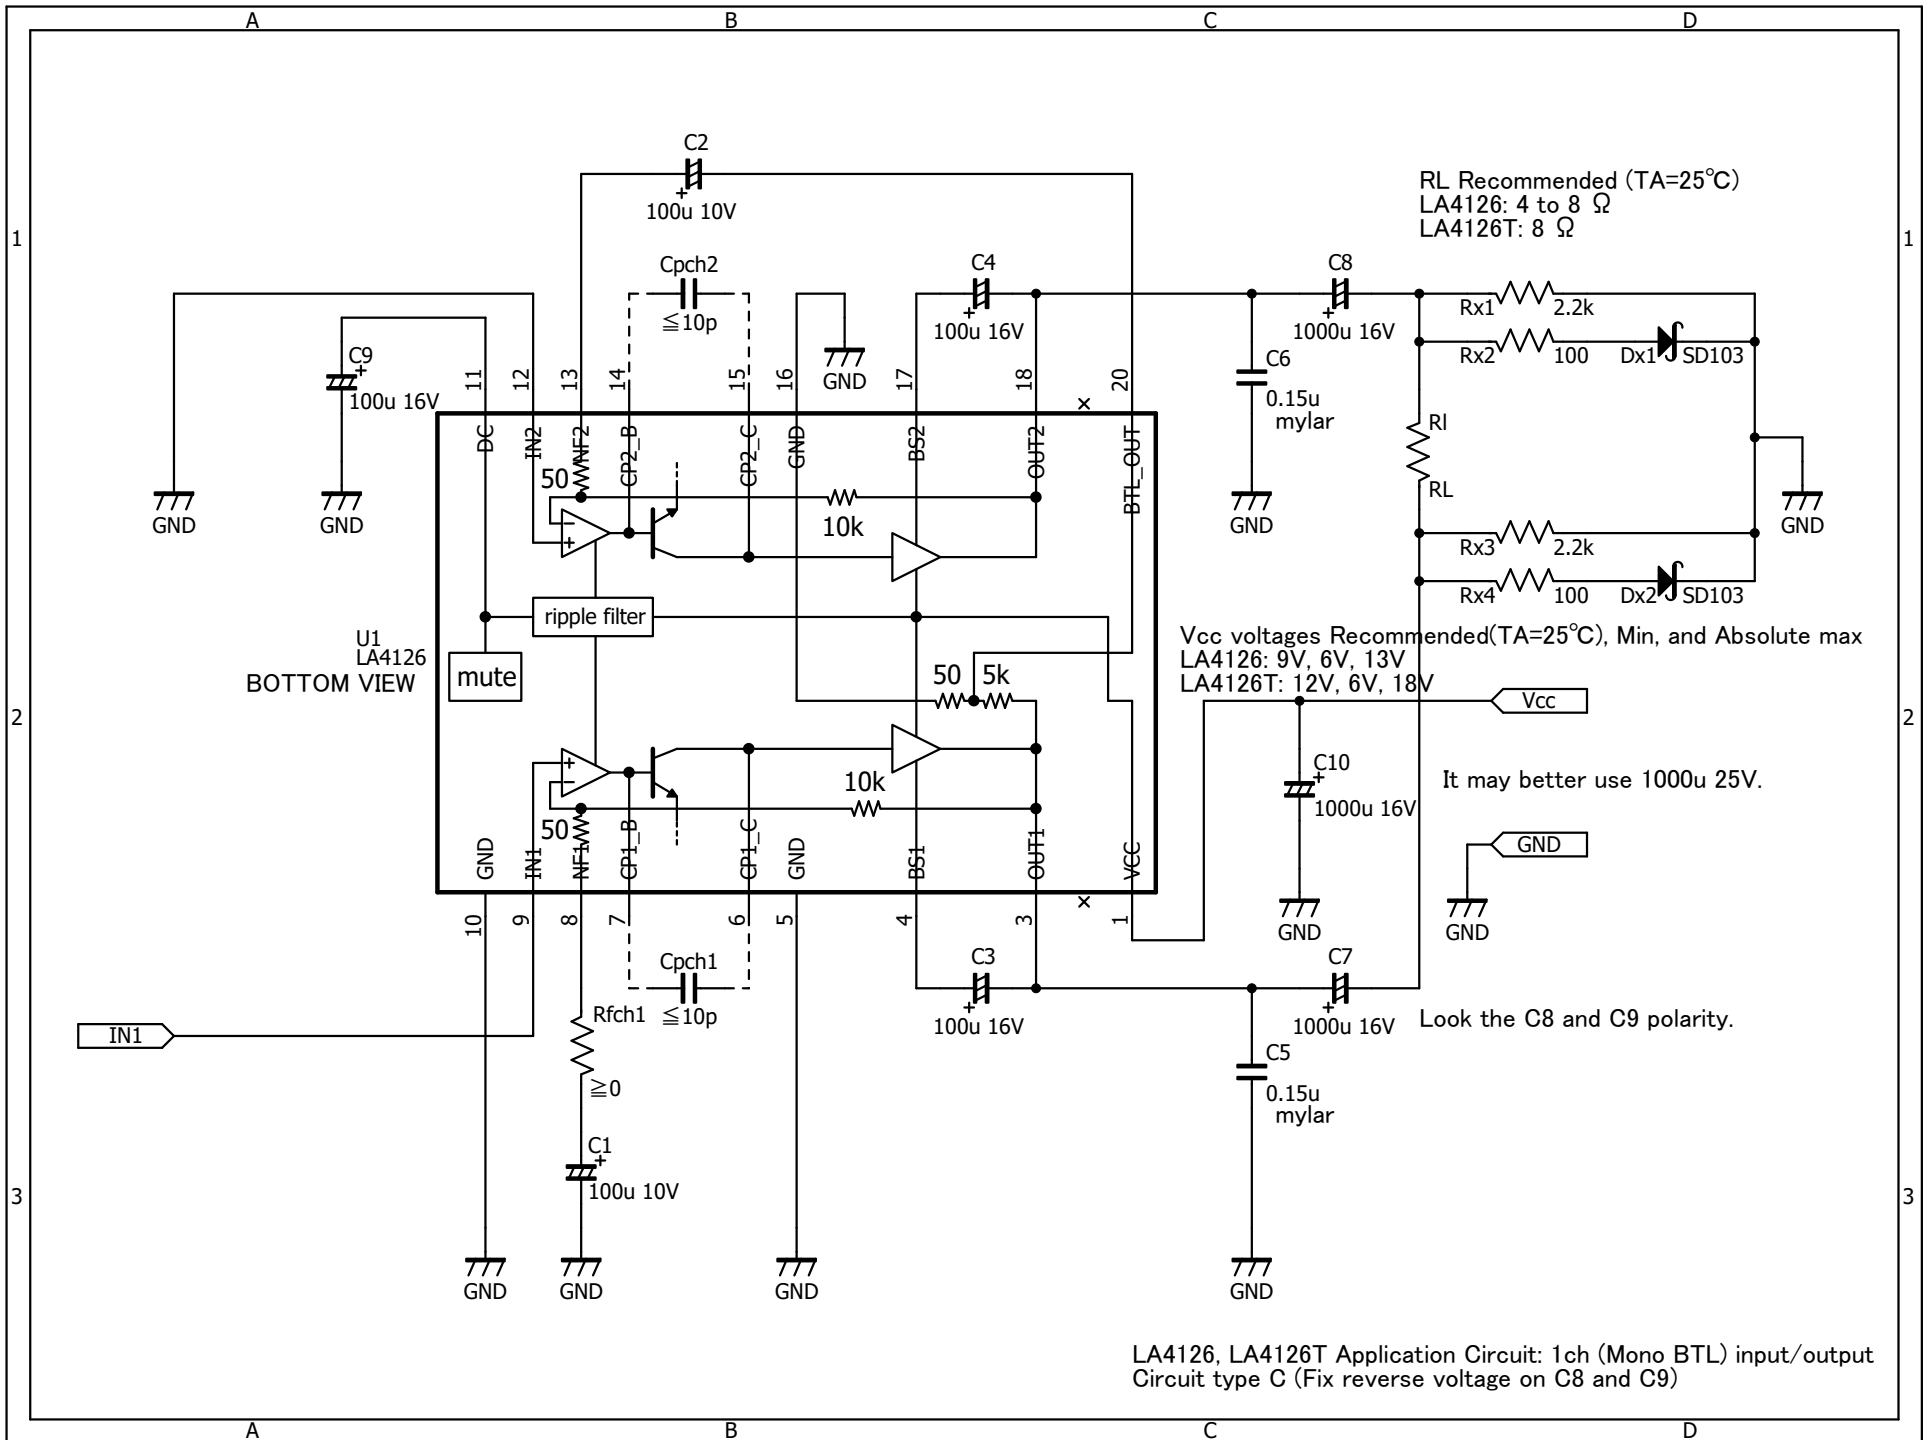 A B C D
1 1
C2
100u 10V
RL Recommended (TA=25℃)
LA4126: 4 to 8 Ω
LA4126T: 8 Ω
Cpch2
≦10p
C4
100u 16V
C8
1000u 16V
Rx1 2.2k
Rx2 100 Dx1 SD103
C9
100u 16V
GND
C6
0.15u
mylar
11 12 13 14 15 16 17 18 20
DC IN2 NF2 CP2_B CP2_C GND BS2 OUT2 BTL_OUT
×
Rl
RL
50
10k
GND GND GND GND
Rx3 2.2k
Rx4 100 Dx2 SD103
ripple filter
U1
LA4126
BOTTOM VIEW
mute
50 5k
Vcc voltages Recommended(TA=25℃), Min, and Absolute max
LA4126: 9V, 6V, 13V
LA4126T: 12V, 6V, 18V
Vcc
2 2
10k
50
C10
1000u 16V
It may better use 1000u 25V.
GND
GND IN1 NF1 CP1_B CP1_C GND BS1 OUT1 VCC
×
10 9 8 7 6 5 4 3 1
GND GND
Cpch1
≦10p
C3
100u 16V
C7
1000u 16V
Look the C8 and C9 polarity.
IN1
Rfch1
≧0
C5
0.15u
mylar
C1
100u 10V
3 3
GND GND GND GND
LA4126, LA4126T Application Circuit: 1ch (Mono BTL) input/output
Circuit type C (Fix reverse voltage on C8 and C9)
A B C D